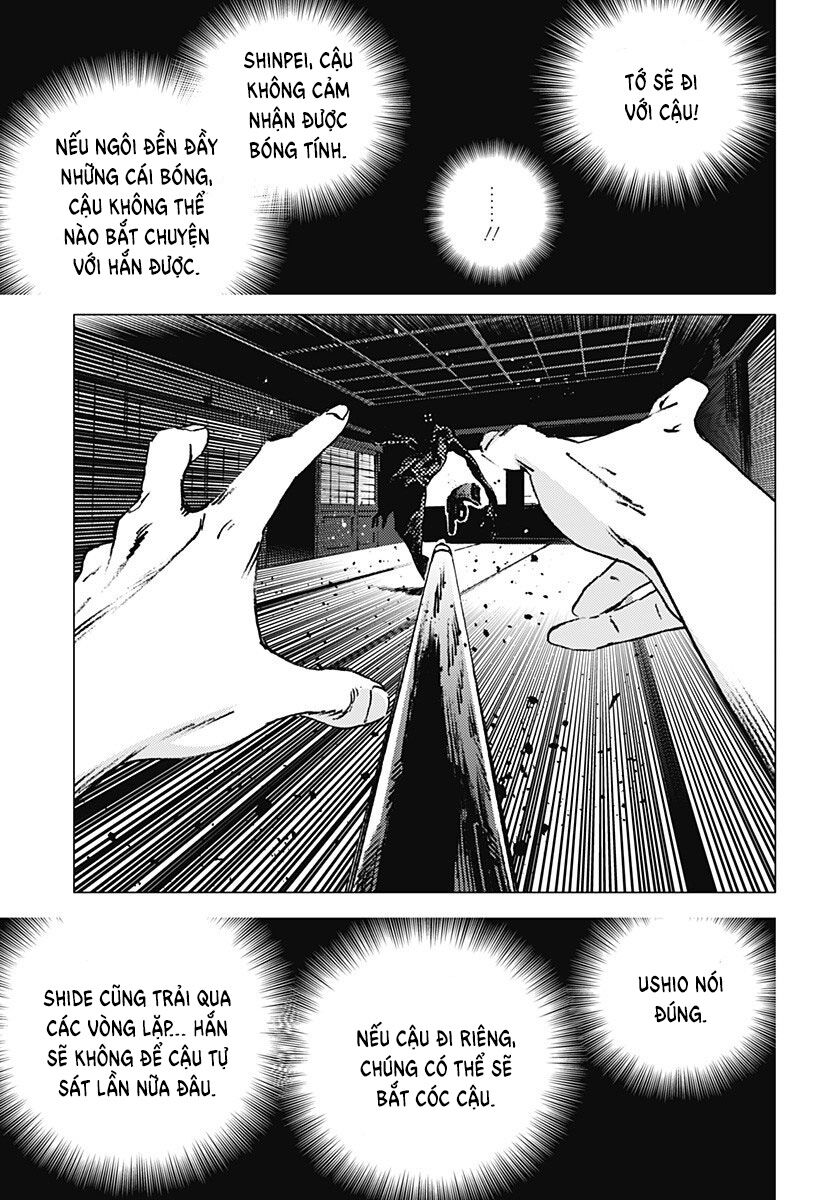 TỚ SẼ ĐI
VỚI CẬU!
SHINPEI, CẬU
KHÔNG CẢM
NHẬN ĐƯỢC
BÓNG TÍNH.
NẾU NGÔI ĐỀN ĐẦY
NHỮNG CÁI BÓNG,
CẬU KHÔNG THỂ
NÀO BẮT CHUYỆN
VỚI HẮN ĐƯỢC.
......!!
USHIO NÓI
ĐÚNG.
NẾU CẬU ĐI RIÊNG,
CHÚNG CÓ THỂ SẼ
BẮT CÓC CẬU.
SHIDE CŨNG TRẢI QUA
CÁC VÒNG LẶP... HẮN
SẼ KHÔNG ĐỂ CẬU TỰ
SÁT LẦN NỮA ĐÂU.